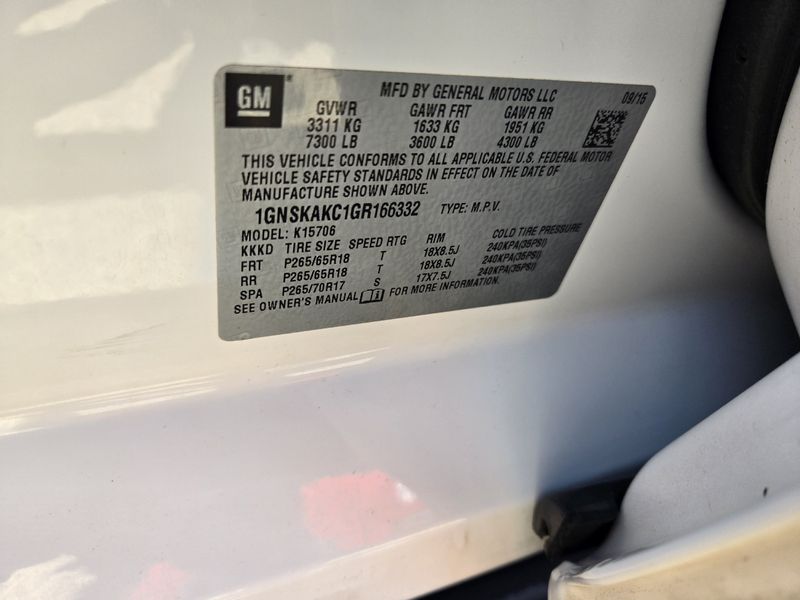 GM
MFD BY GENERAL MOTORS LLC 09/15
GVWR GAWR FRT GAWR RR
3311 KG 1633 KG 1951 KG
7300 LB 3600 LB 4300 LB
THIS VEHICLE CONFORMS TO ALL APPLICABLE U.S. FEDERAL MOTOR
VEHICLE SAFETY STANDARDS IN EFFECT ON THE DATE OF
MANUFACTURE SHOWN ABOVE.
1GNSKAKC1GR166332 TYPE: M.P.V.
MODEL: K15706
KKKD TIRE SIZE SPEED RTG RIM COLD TIRE PRESSURE
FRT P265/65R18 T 18X8.5J 240KPA(35PSI)
RR P265/65R18 T 18X8.5J 240KPA(35PSI)
SPA P265/70R17 S 17X7.5J 240KPA(35PSI)
SEE OWNER'S MANUAL FOR MORE INFORMATION.